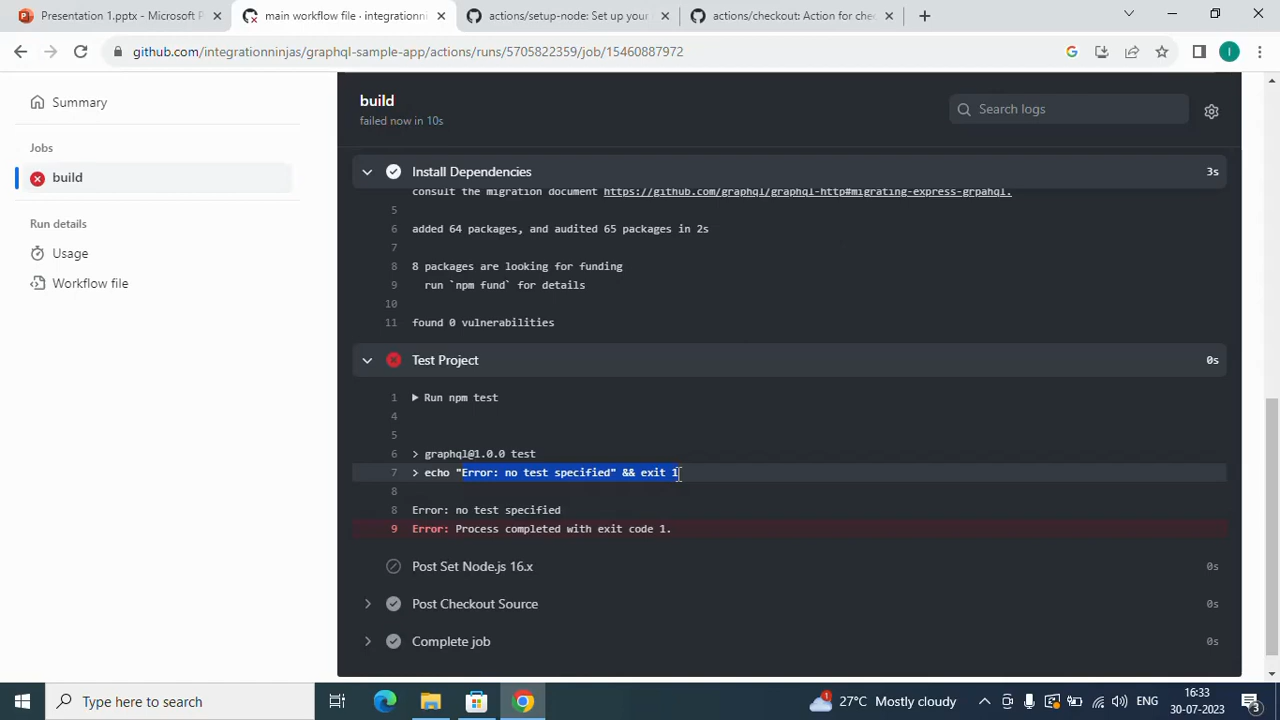 Presentation 1.pptx - Microsoft P
main workflow file · integrationni
actions/setup-node: Set up your
actions/checkout: Action for chec
github.com/integrationninjas/graphql-sample-app/actions/runs/5705822359/job/15460887972
I
Summary
Jobs
build
Run details
Usage
Workflow file
build
failed now in 10s
Search logs
Install Dependencies 3s
consult the migration document https://github.com/graphql/graphql-http#migrating-express-grpahql.
5
6 added 64 packages, and audited 65 packages in 2s
7
8 8 packages are looking for funding
9 run `npm fund` for details
10
11 found 0 vulnerabilities
Test Project 0s
1 Run npm test
4
5
6 > graphql@1.0.0 test
7 > echo "Error: no test specified" && exit 1
8
Error: no test specified
9 Error: Process completed with exit code 1.
Post Set Node.js 16.x 0s
Post Checkout Source 0s
Complete job 0s
Type here to search
1
27°C Mostly cloudy
ENG
16:33
30-07-2023
3